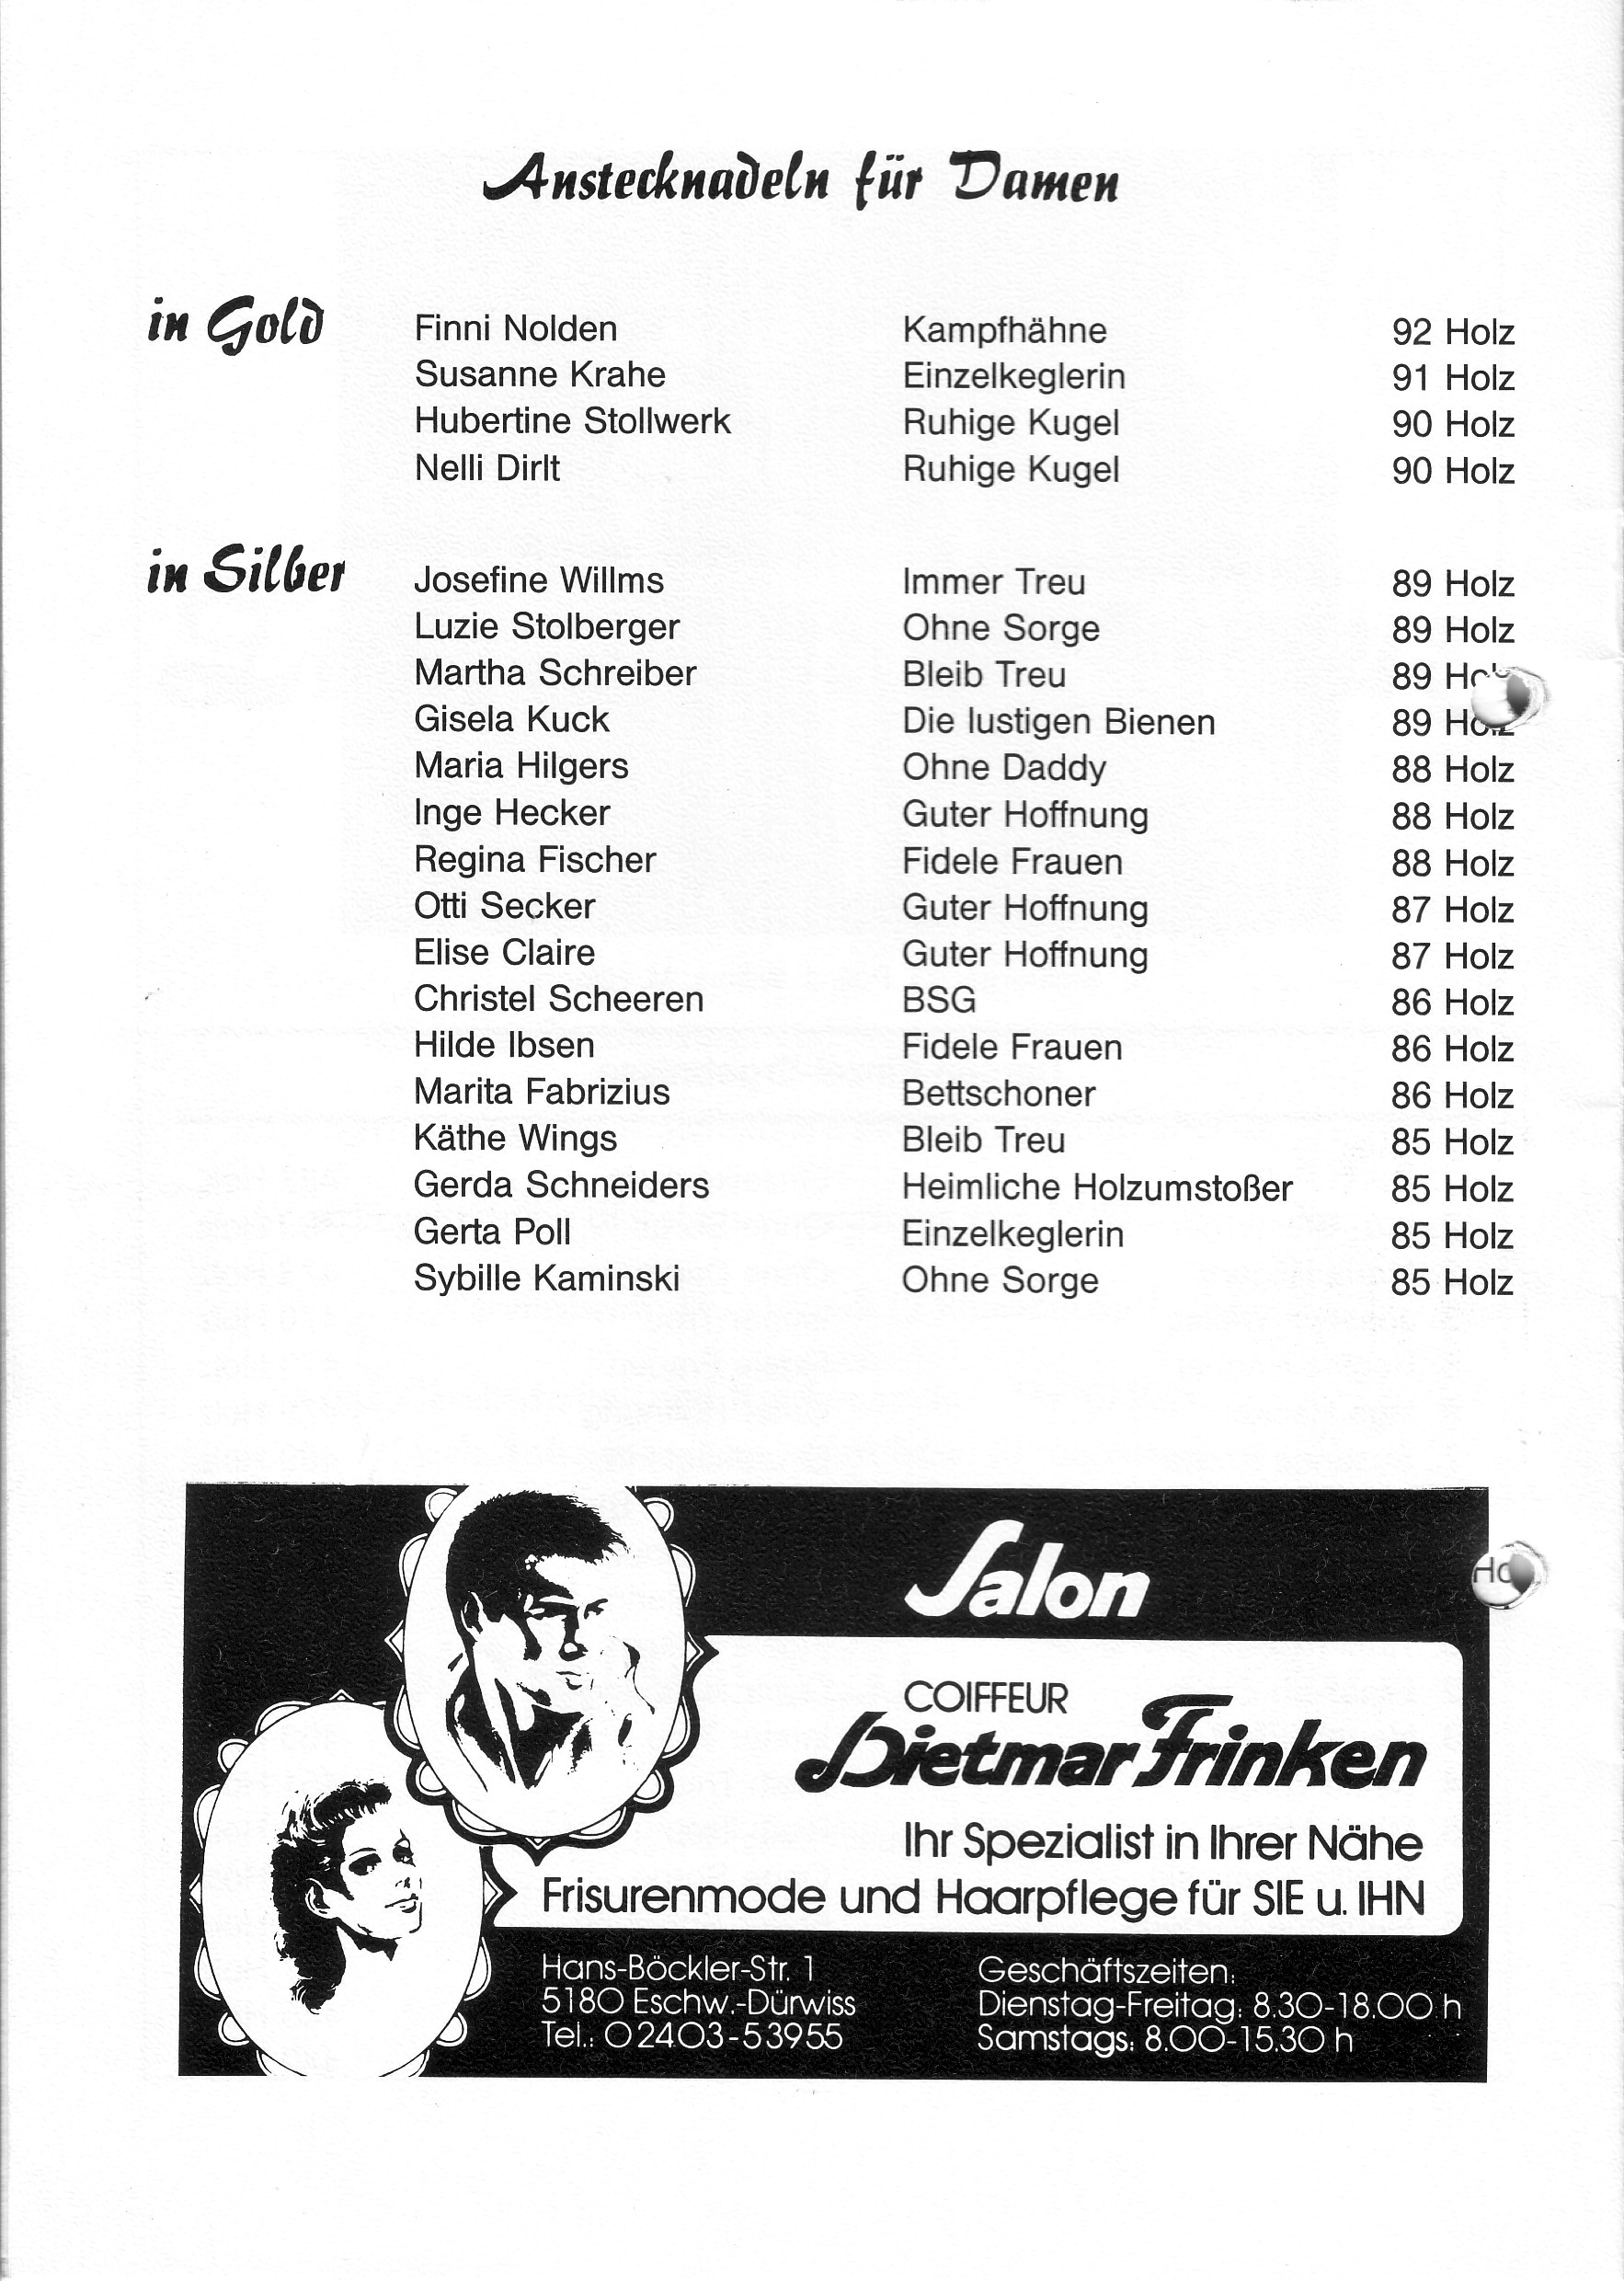 Anstecknadeln für Damen
in Gold Finni Nolden Kampfhähne 92 Holz
Susanne Krahe Einzelkeglerin 91 Holz
Hubertine Stollwerk Ruhige Kugel 90 Holz
Nelli Dirlt Ruhige Kugel 90 Holz
in Silber Josefine Willms Immer Treu 89 Holz
Luzie Stolberger Ohne Sorge 89 Holz
Martha Schreiber Bleib Treu 89 Holz
Gisela Kuck Die lustigen Bienen 89 Holz
Maria Hilgers Ohne Daddy 88 Holz
Inge Hecker Guter Hoffnung 88 Holz
Regina Fischer Fidele Frauen 88 Holz
Otti Secker Guter Hoffnung 87 Holz
Elise Claire Guter Hoffnung 87 Holz
Christel Scheeren BSG 86 Holz
Hilde Ibsen Fidele Frauen 86 Holz
Marita Fabrizius Bettschoner 86 Holz
Käthe Wings Bleib Treu 85 Holz
Gerda Schneiders Heimliche Holzumstoßer 85 Holz
Gerta Poll Einzelkeglerin 85 Holz
Sybille Kaminski Ohne Sorge 85 Holz
Salon
COIFFEUR
Dietmar Frinken
Ihr Spezialist in Ihrer Nähe
Frisurenmode und Haarpflege für SIE u. IHN
Hans-Böckler-Str. 1
5180 Eschw.-Dürwiss
Tel.: 02403-53955
Geschäftszeiten:
Dienstag-Freitag: 8.30-18.00 h
Samstags: 8.00-15.30 h